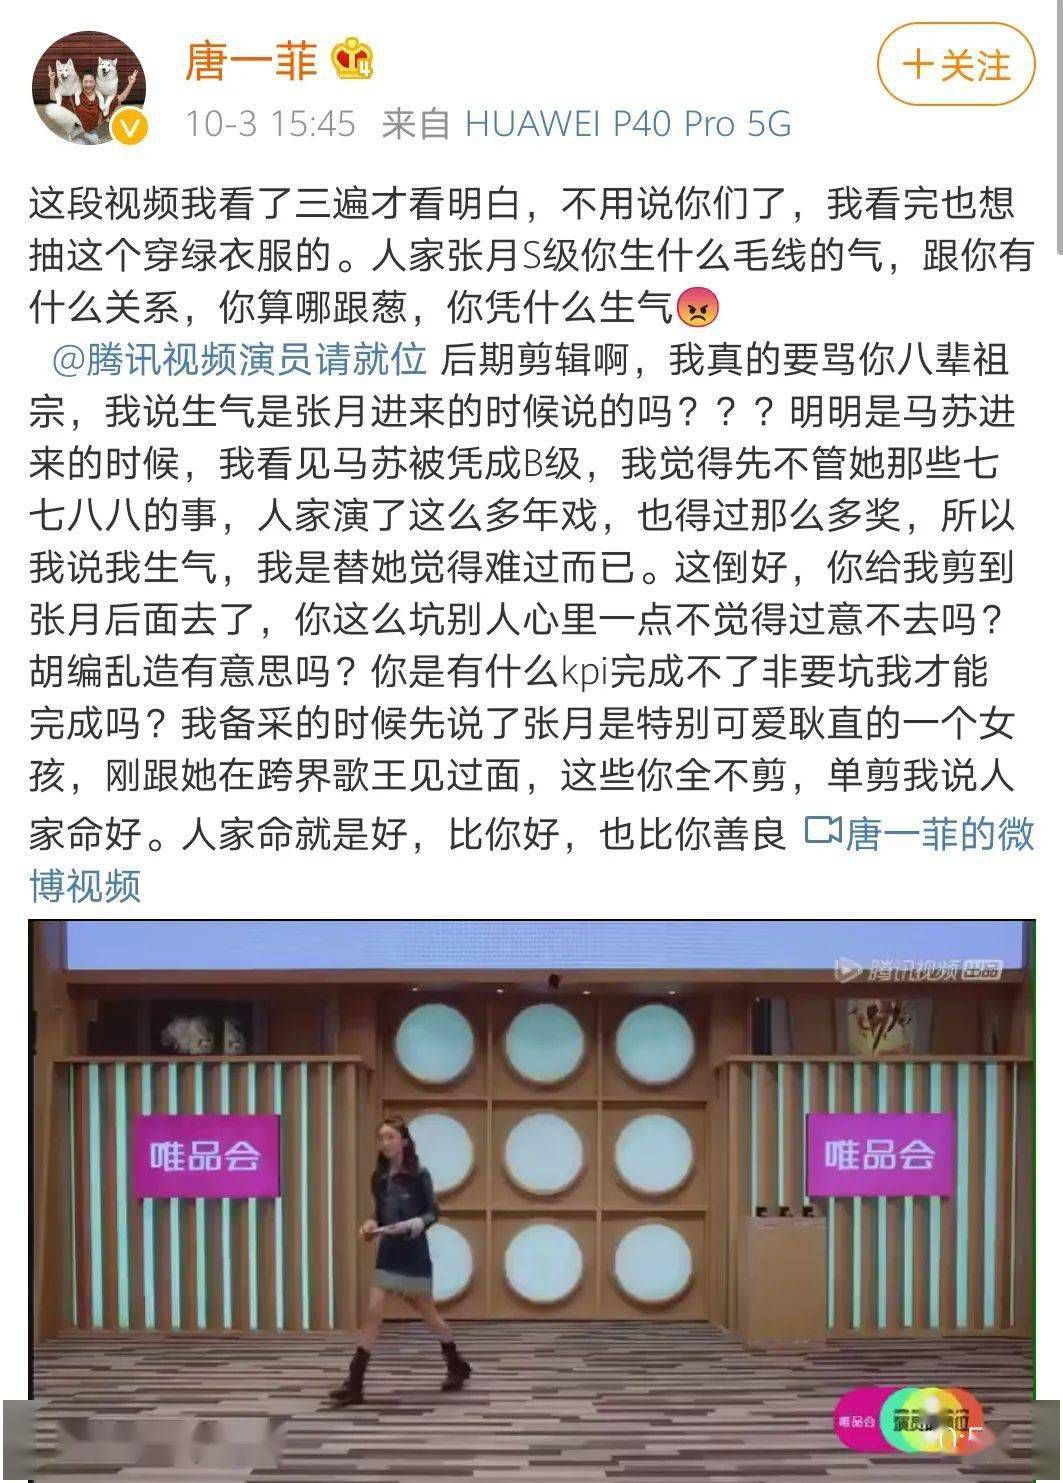 唐一菲
10-3 15:45 来自 HUAWEI P40 Pro 5G
+关注
这段视频我看了三遍才看明白，不用说你们了，我看完也想
抽这个穿绿衣服的。人家张月S级你生什么毛线的气，跟你有
什么关系，你算哪跟葱，你凭什么生气😡
@腾讯视频演员请就位 后期剪辑啊，我真的要骂你八辈祖
宗，我说生气是张月进来的时候说的吗？？？明明是马苏进
来的时候，我看见马苏被凭成B级，我觉得先不管她那些七
七八八的事，人家演了这么多年戏，也得过那么多奖，所以
我说我生气，我是替她觉得难过而已。这倒好，你给我剪到
张月后面去了，你这么坑别人心里一点不觉得过意不去吗？
胡编乱造有意思吗？你是有什么kpi完成不了非要坑我才能
完成吗？我备采的时候先说了张月是特别可爱耿直的一个女
孩，刚跟她在跨界歌王见过面，这些你全不剪，单剪我说人
家命好。人家命就是好，比你好，也比你善良 唐一菲的微
博视频
腾讯视频 出品
唯品会
唯品会
唯品会